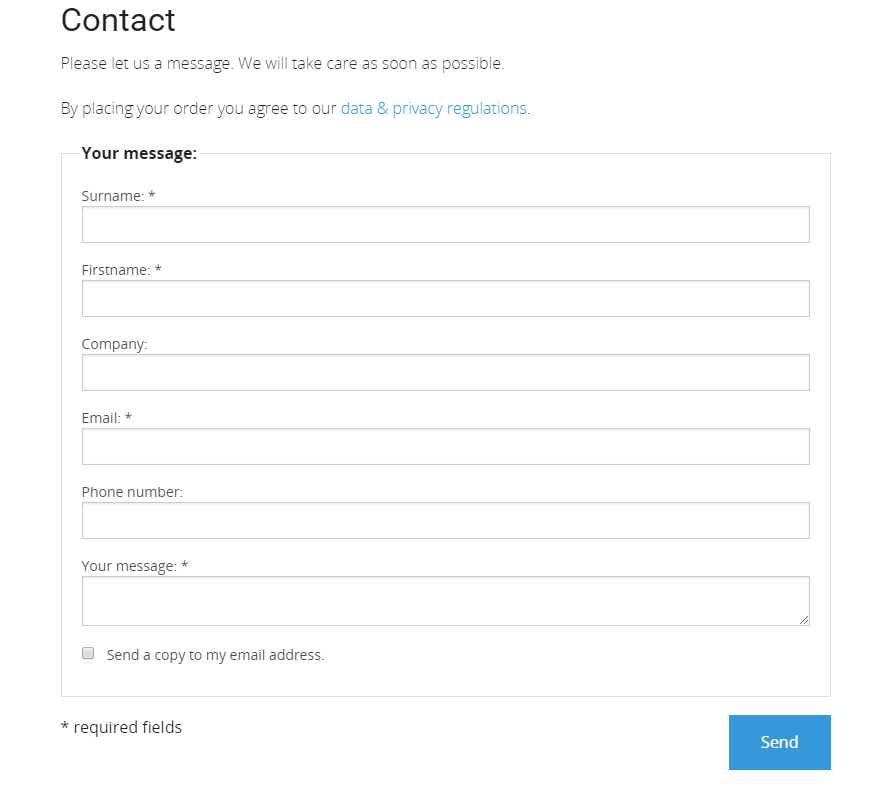 Contact
Please let us a message. We will take care as soon as possible.
By placing your order you agree to our data & privacy regulations.
Your message:
Surname: *
Firstname: *
Company:
Email: *
Phone number:
Your message: *
Send a copy to my email address.
* required fields
Send